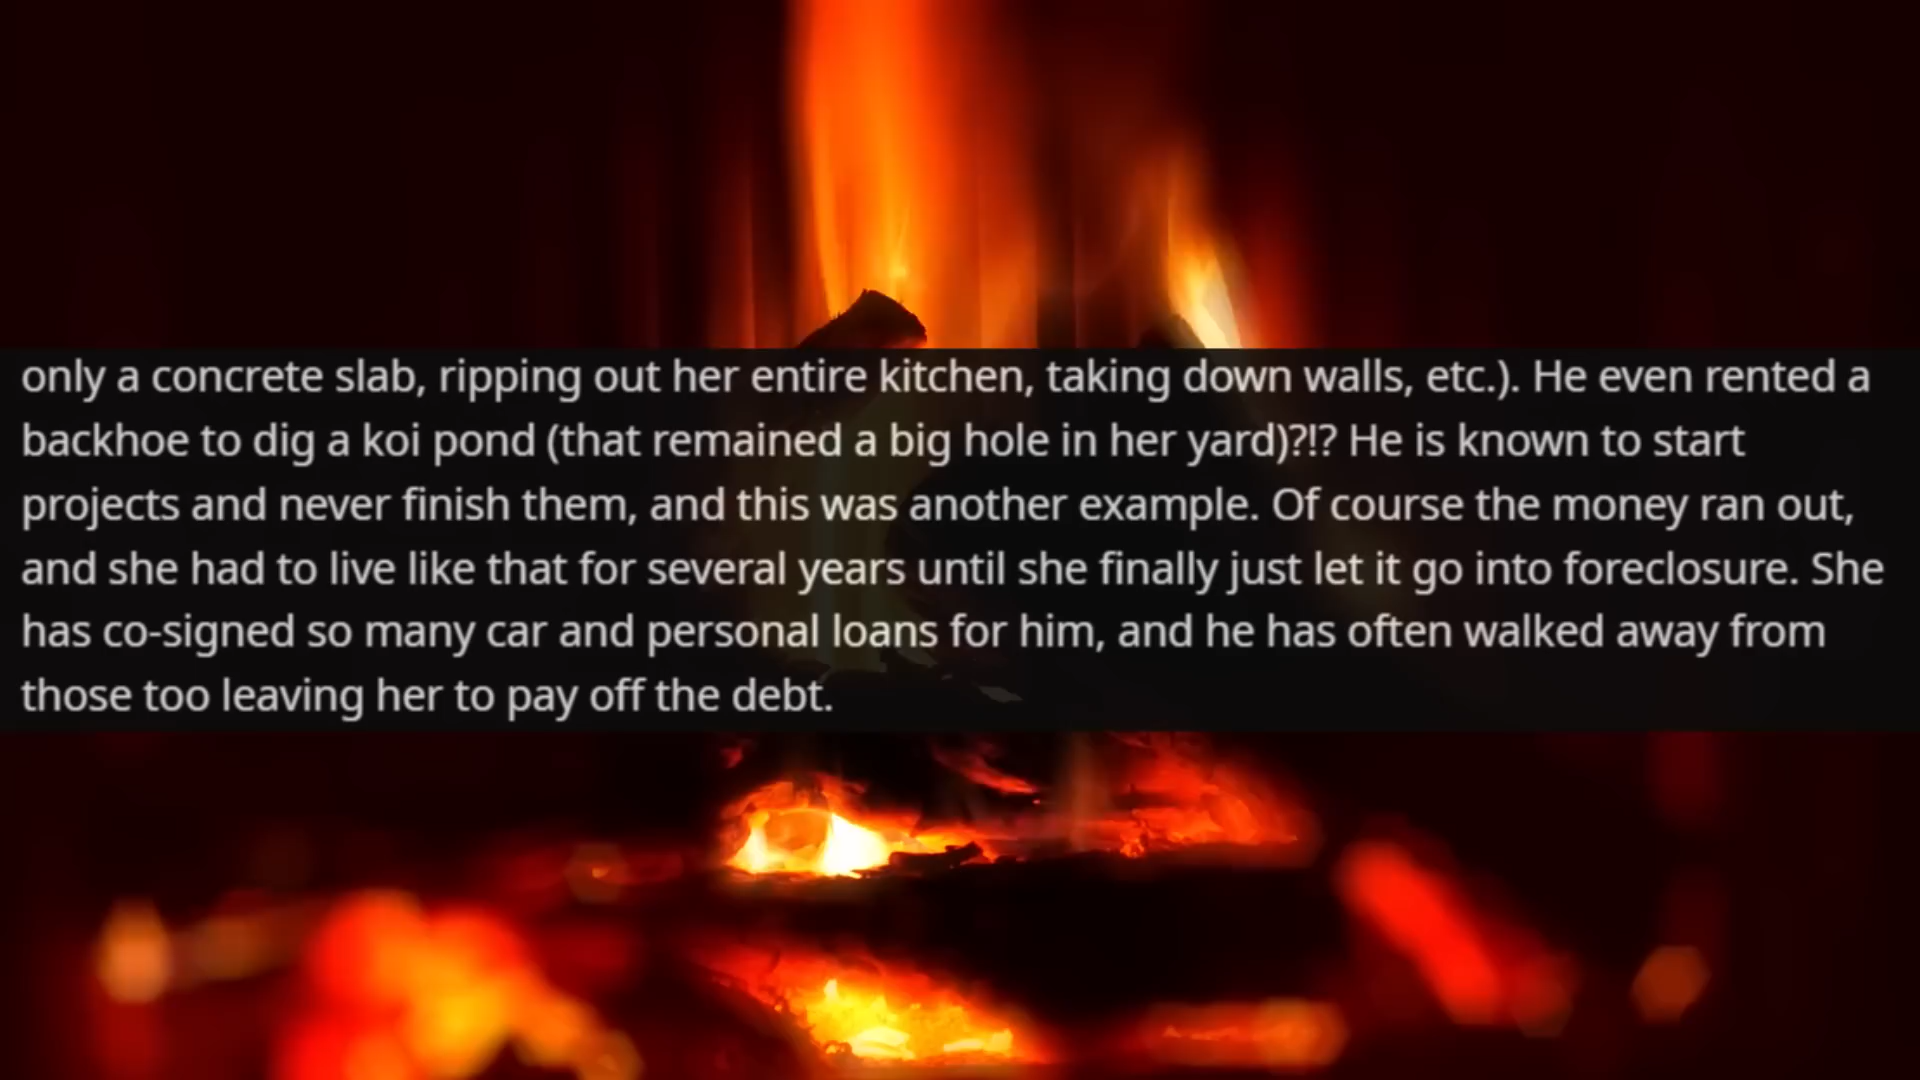 only a concrete slab, ripping out her entire kitchen, taking down walls, etc.). He even rented a
backhoe to dig a koi pond (that remained a big hole in her yard)?!? He is known to start
projects and never finish them, and this was another example. Of course the money ran out,
and she had to live like that for several years until she finally just let it go into foreclosure. She
has co-signed so many car and personal loans for him, and he has often walked away from
those too leaving her to pay off the debt.